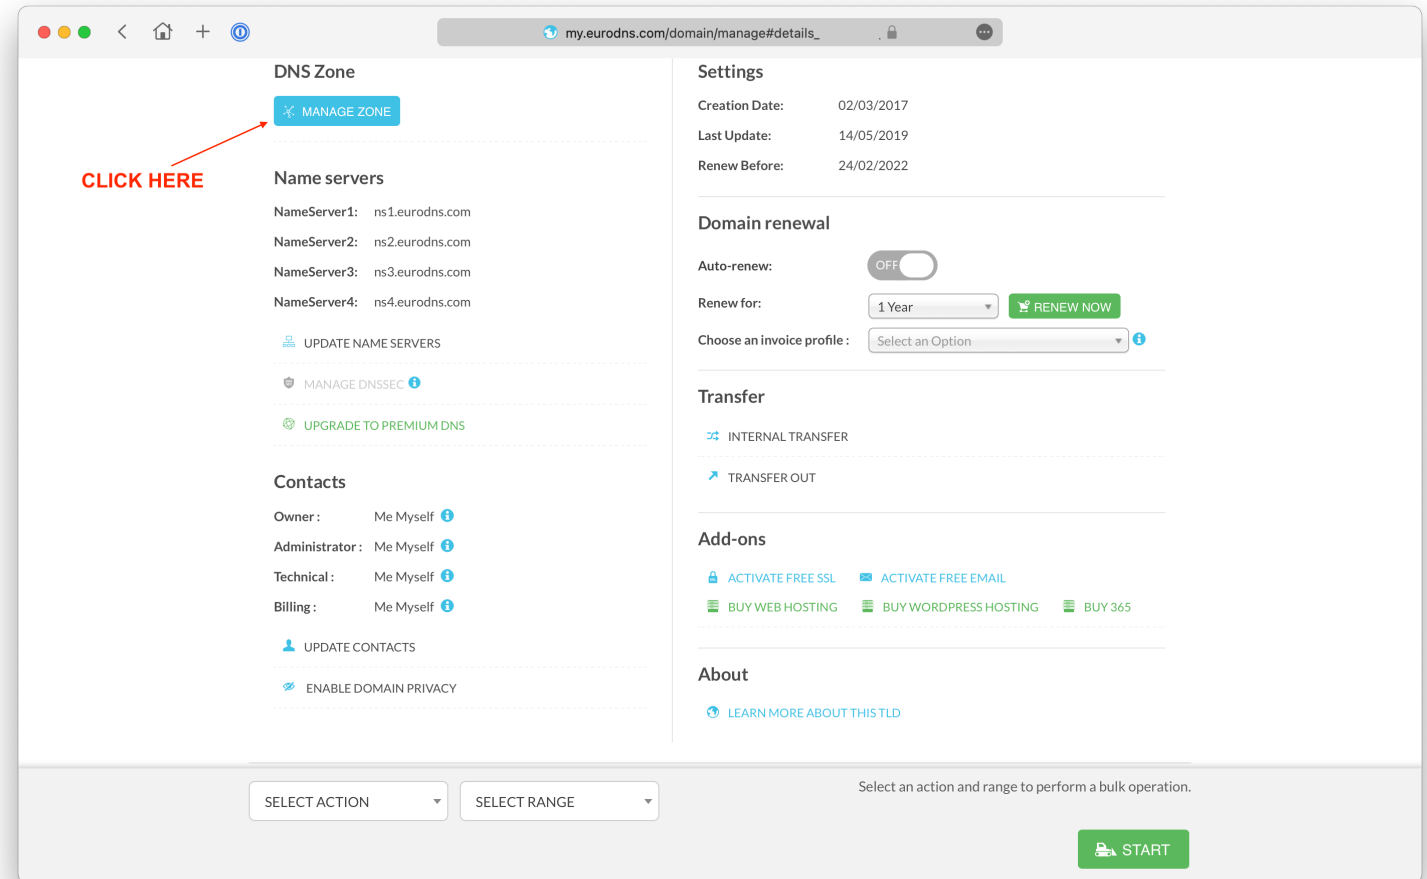 my.eurodns.com/domain/manage#details_
DNS Zone
MANAGE ZONE
CLICK HERE
Name servers
NameServer1: ns1.eurodns.com
NameServer2: ns2.eurodns.com
NameServer3: ns3.eurodns.com
NameServer4: ns4.eurodns.com
UPDATE NAME SERVERS
MANAGE DNSSEC
UPGRADE TO PREMIUM DNS
Contacts
Owner : Me Myself
Administrator : Me Myself
Technical : Me Myself
Billing : Me Myself
UPDATE CONTACTS
ENABLE DOMAIN PRIVACY
Settings
Creation Date: 02/03/2017
Last Update: 14/05/2019
Renew Before: 24/02/2022
Domain renewal
Auto-renew: OFF
Renew for: 1 Year RENEW NOW
Choose an invoice profile : Select an Option
Transfer
INTERNAL TRANSFER
TRANSFER OUT
Add-ons
ACTIVATE FREE SSL ACTIVATE FREE EMAIL
BUY WEB HOSTING BUY WORDPRESS HOSTING BUY 365
About
LEARN MORE ABOUT THIS TLD
SELECT ACTION SELECT RANGE
Select an action and range to perform a bulk operation.
START